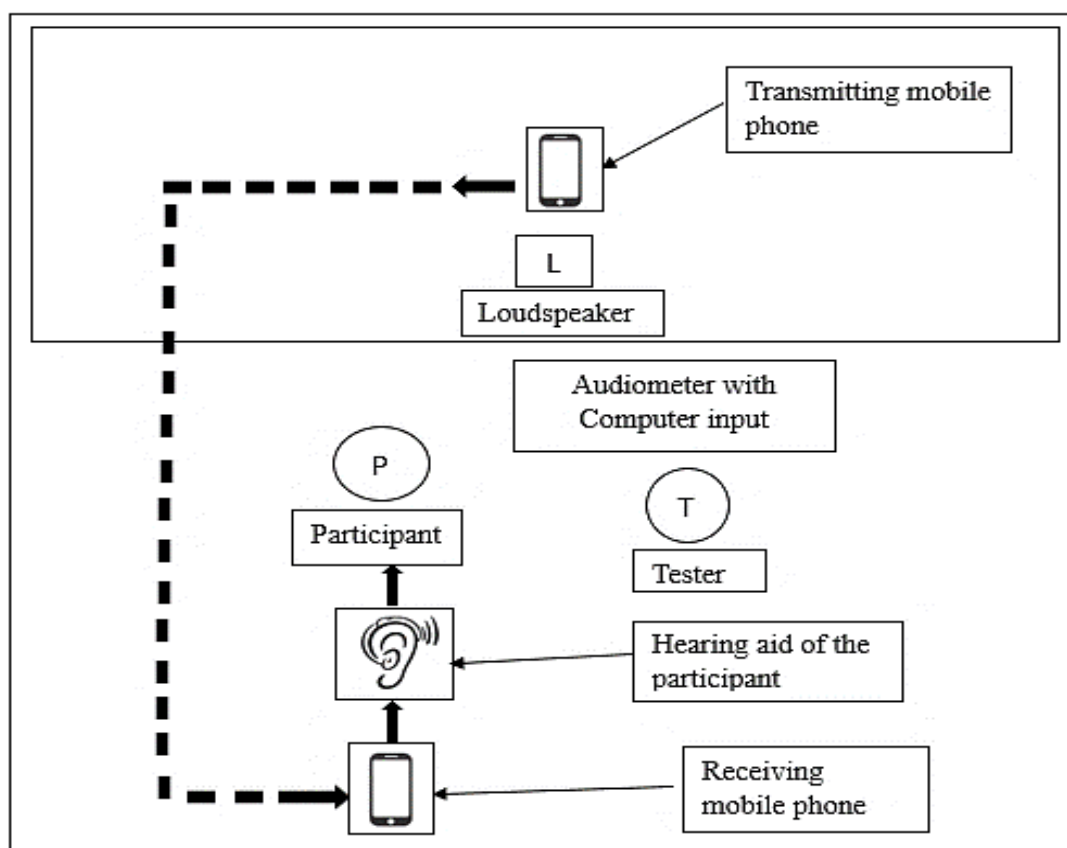 Transmitting mobile
phone
L
Loudspeaker
Audiometer with
Computer input
P
Participant
T
Tester
Hearing aid of the
participant
Receiving
mobile phone